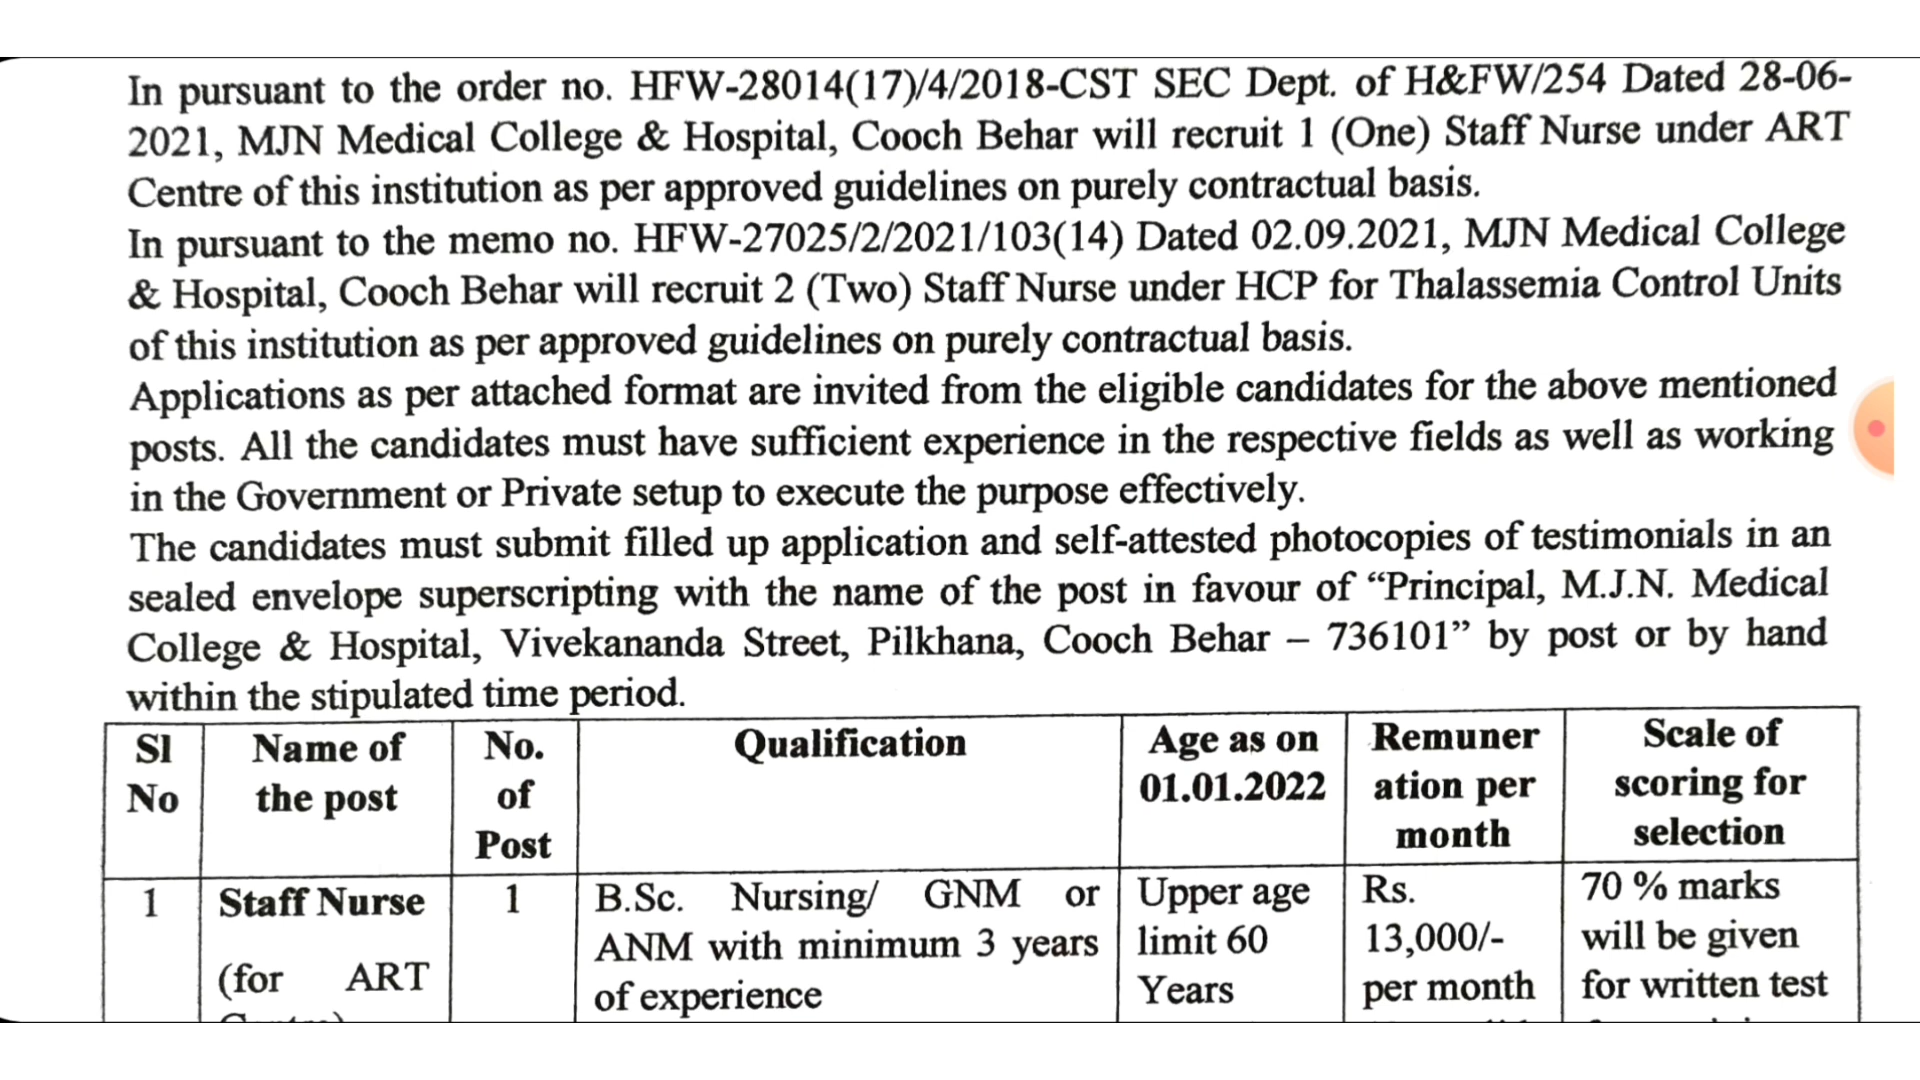 In pursuant to the order no. HFW-28014(17)/4/2018-CST SEC Dept. of H&FW/254 Dated 28-06-
2021, MJN Medical College & Hospital, Cooch Behar will recruit 1 (One) Staff Nurse under ART
Centre of this institution as per approved guidelines on purely contractual basis.
In pursuant to the memo no. HFW-27025/2/2021/103(14) Dated 02.09.2021, MJN Medical College
& Hospital, Cooch Behar will recruit 2 (Two) Staff Nurse under HCP for Thalassemia Control Units
of this institution as per approved guidelines on purely contractual basis.
Applications as per attached format are invited from the eligible candidates for the above mentioned
posts. All the candidates must have sufficient experience in the respective fields as well as working
in the Government or Private setup to execute the purpose effectively.
The candidates must submit filled up application and self-attested photocopies of testimonials in an
sealed envelope superscripting with the name of the post in favour of “Principal, M.J.N. Medical
College & Hospital, Vivekananda Street, Pilkhana, Cooch Behar – 736101” by post or by hand
within the stipulated time period.
Sl No | Name of the post | No. of Post | Qualification | Age as on 01.01.2022 | Remuner ation per month | Scale of scoring for selection
1 Staff Nurse 1 B.Sc. Nursing/ GNM or Upper age Rs. 70 % marks
ANM with minimum 3 years limit 60 13,000/- will be given
(for ART of experience Years per month for written test